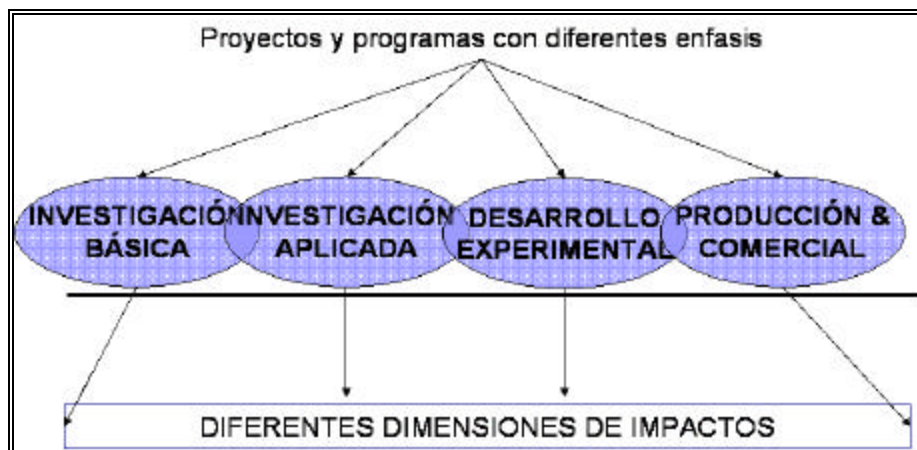 Proyectos y programas con diferentes enfasis
INVESTIGACIÓN
BÁSICA
INVESTIGACIÓN
APLICADA
DESARROLLO
EXPERIMENTAL
PRODUCCIÓN &
COMERCIAL
DIFERENTES DIMENSIONES DE IMPACTOS